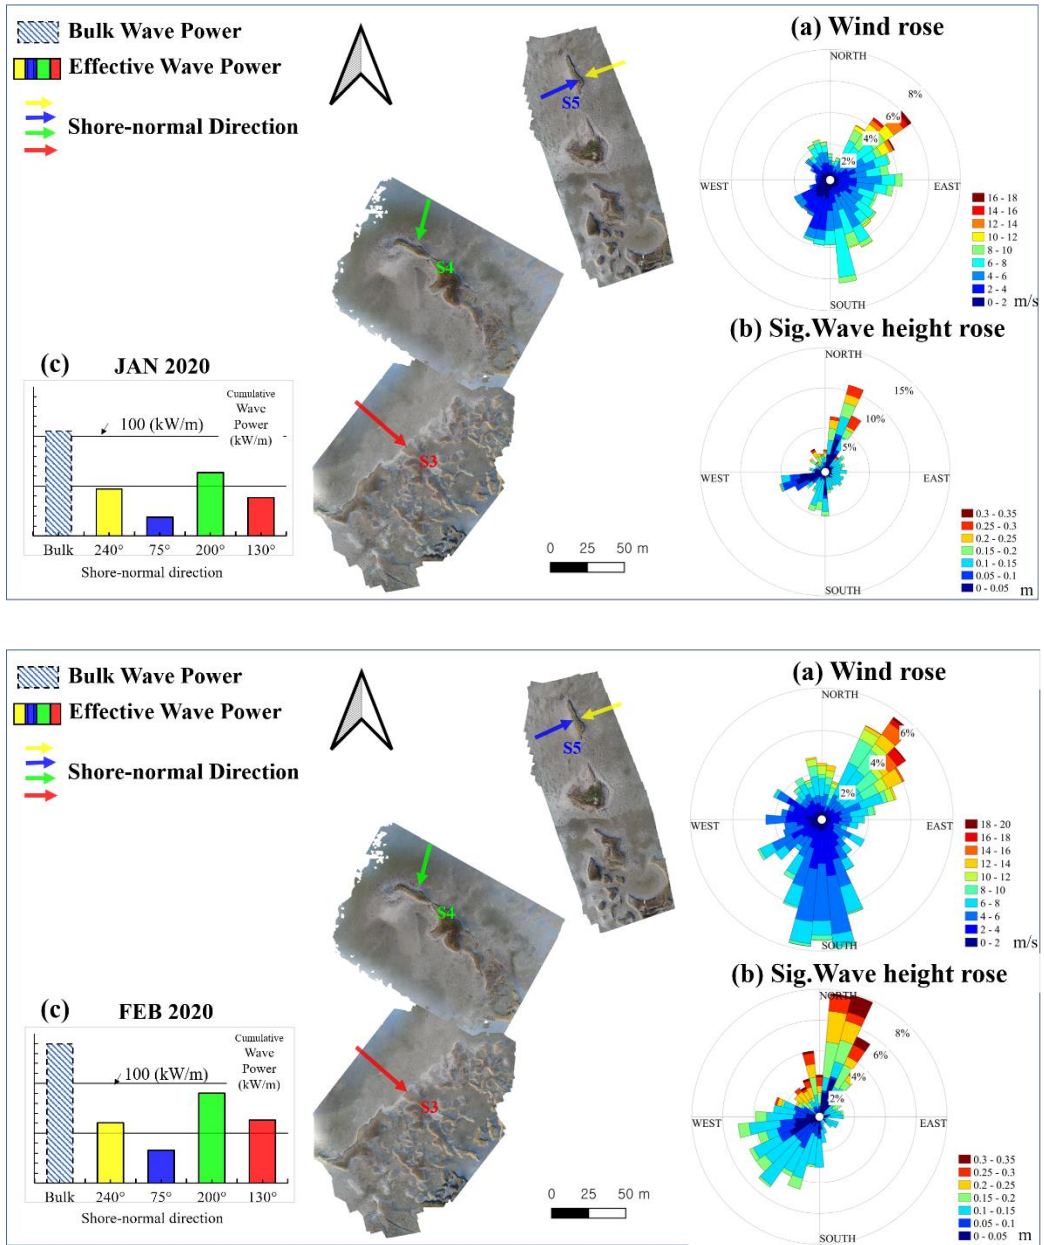 Bulk Wave Power
Effective Wave Power
Shore-normal Direction
S5
S4
S3
(a) Wind rose
NORTH
8%
6%
4%
2%
WEST
EAST
SOUTH
16 - 18
14 - 16
12 - 14
10 - 12
8 - 10
6 - 8
4 - 6
2 - 4
0 - 2 m/s
(b) Sig.Wave height rose
NORTH
15%
10%
5%
WEST
EAST
SOUTH
0.3 - 0.35
0.25 - 0.3
0.2 - 0.25
0.15 - 0.2
0.1 - 0.15
0.05 - 0.1
0 - 0.05 m
(c) JAN 2020
Cumulative
Wave
Power
(kW/m)
100 (kW/m)
Bulk 240° 75° 200° 130°
Shore-normal direction
0 25 50 m
Bulk Wave Power
Effective Wave Power
Shore-normal Direction
S5
S4
S3
(a) Wind rose
NORTH
6%
4%
2%
WEST
EAST
SOUTH
18 - 20
16 - 18
14 - 16
12 - 14
10 - 12
8 - 10
6 - 8
4 - 6
2 - 4
0 - 2 m/s
(b) Sig.Wave height rose
NORTH
8%
6%
4%
2%
WEST
EAST
SOUTH
0.3 - 0.35
0.25 - 0.3
0.2 - 0.25
0.15 - 0.2
0.1 - 0.15
0.05 - 0.1
0 - 0.05 m
(c) FEB 2020
Cumulative
Wave
Power
(kW/m)
100 (kW/m)
Bulk 240° 75° 200° 130°
Shore-normal direction
0 25 50 m